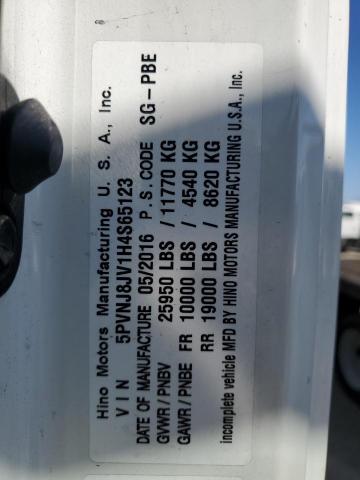 Hino Motors Manufacturing U. S. A., Inc.
VIN 5PVNJ8JV1H4S65123
DATE OF MANUFACTURE 05/2016 P.S.CODE SG-PBE
GVWR/PNBV 25950 LBS / 11770 KG
GAWR/PNBE FR 10000 LBS / 4540 KG
RR 19000 LBS / 8620 KG
incomplete vehicle MFD BY HINO MOTORS MANUFACTURING U.S.A., Inc.